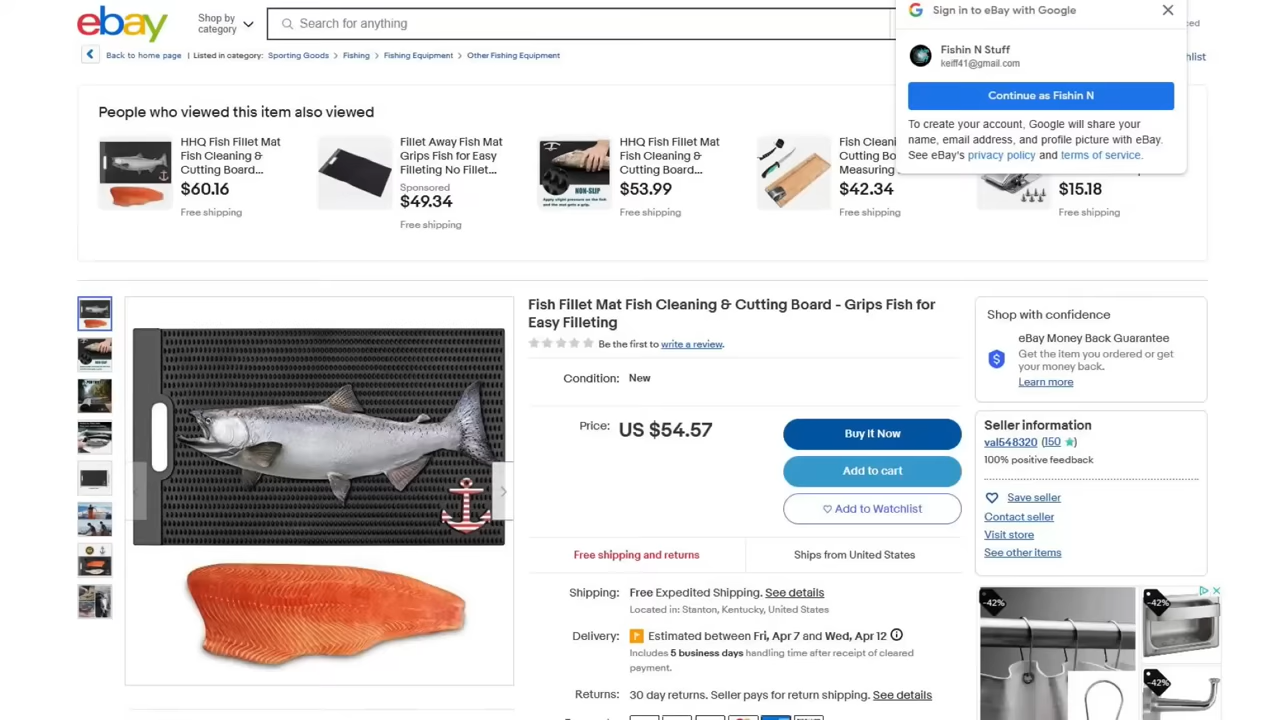 ebay
Shop by
category
Search for anything
Sign in to eBay with Google
Fishin N Stuff
keiff41@gmail.com
Continue as Fishin N
To create your account, Google will share your
name, email address, and profile picture with eBay.
See eBay's privacy policy and terms of service.
Back to home page | Listed in category: Sporting Goods > Fishing > Fishing Equipment > Other Fishing Equipment
People who viewed this item also viewed
HHQ Fish Fillet Mat
Fish Cleaning &
Cutting Board...
$60.16
Free shipping
Fillet Away Fish Mat
Grips Fish for Easy
Filleting No Fillet...
Sponsored
$49.34
Free shipping
NON-SLIP
HHQ Fish Fillet Mat
Fish Cleaning &
Cutting Board...
$53.99
Free shipping
Fish Clean
Cutting Bo
Measuring
$42.34
Free shipping
$15.18
Free shipping
Fish Fillet Mat Fish Cleaning & Cutting Board - Grips Fish for
Easy Filleting
Be the first to write a review.
Condition: New
Price: US $54.57
Buy It Now
Add to cart
Add to Watchlist
Free shipping and returns
Ships from United States
Shipping: Free Expedited Shipping. See details
Located in: Stanton, Kentucky, United States
Delivery: Estimated between Fri, Apr 7 and Wed, Apr 12
Includes 5 business days handling time after receipt of cleared
payment.
Returns: 30 day returns. Seller pays for return shipping. See details
Shop with confidence
eBay Money Back Guarantee
Get the item you ordered or get
your money back.
Learn more
Seller information
val548320 (150)
100% positive feedback
Save seller
Contact seller
Visit store
See other items
-42%
-42%
-42%